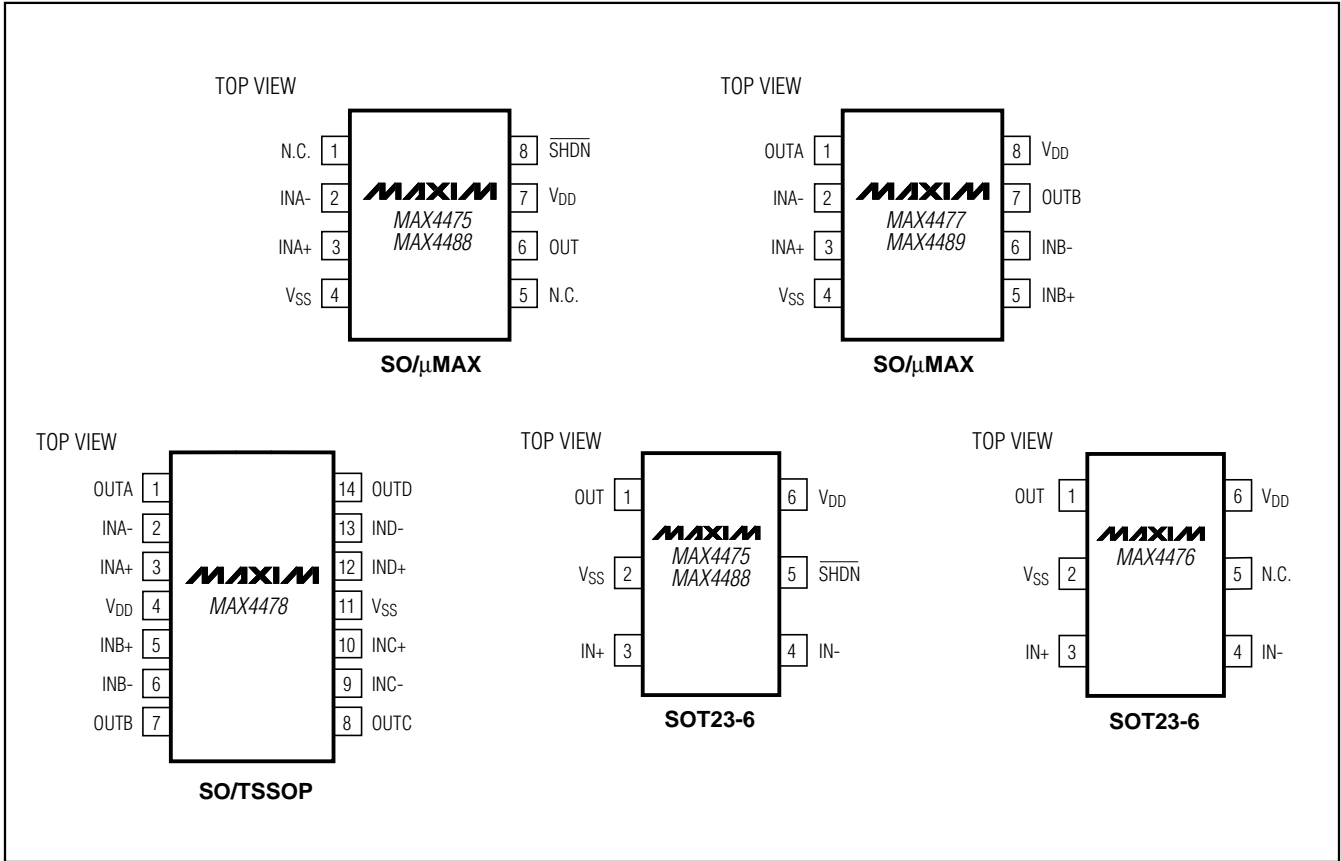 TOP VIEW
N.C. 1
INA- 2
INA+ 3
VSS 4
8 SHDN
7 VDD
6 OUT
5 N.C.
MAXIM
MAX4475
MAX4488
SO/µMAX
TOP VIEW
OUTA 1
INA- 2
INA+ 3
VSS 4
8 VDD
7 OUTB
6 INB-
5 INB+
MAXIM
MAX4477
MAX4489
SO/µMAX
TOP VIEW
OUTA 1
INA- 2
INA+ 3
VDD 4
INB+ 5
INB- 6
OUTB 7
14 OUTD
13 IND-
12 IND+
11 VSS
10 INC+
9 INC-
8 OUTC
MAXIM
MAX4478
SO/TSSOP
TOP VIEW
OUT 1
VSS 2
IN+ 3
6 VDD
5 SHDN
4 IN-
MAXIM
MAX4475
MAX4488
SOT23-6
TOP VIEW
OUT 1
VSS 2
IN+ 3
6 VDD
5 N.C.
4 IN-
MAXIM
MAX4476
SOT23-6